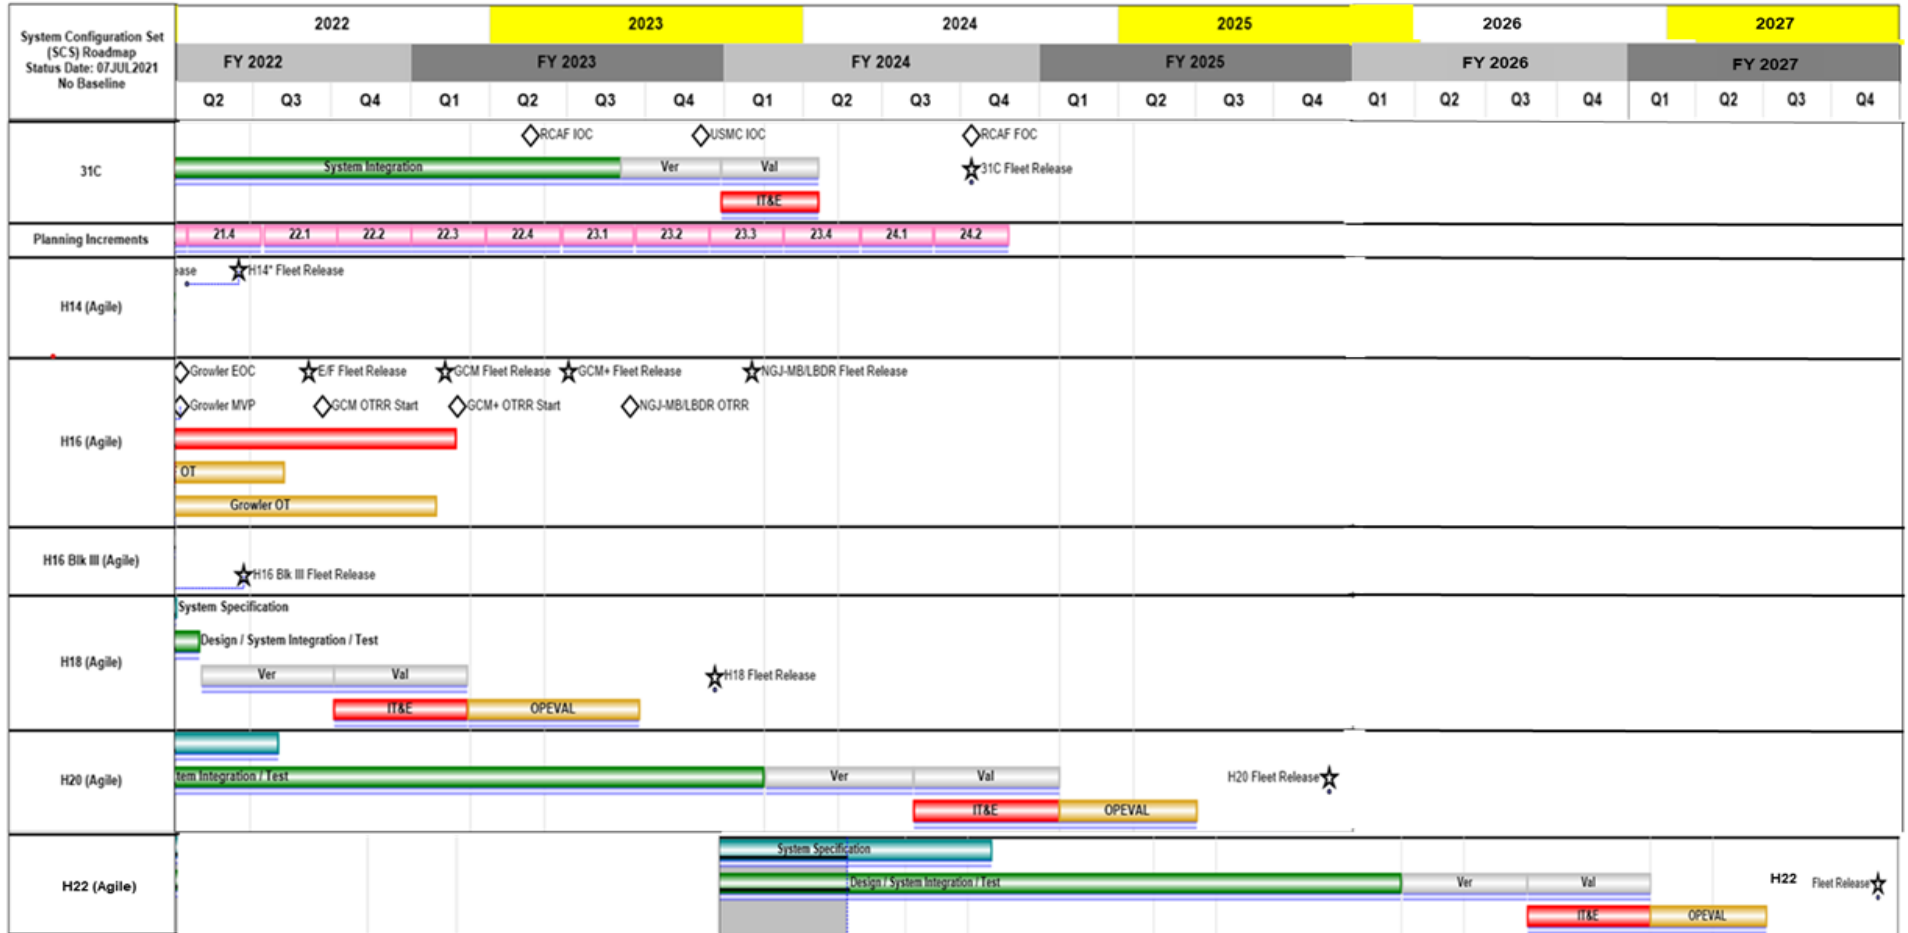 System Configuration Set
(SCS) Roadmap
Status Date: 07JUL2021
No Baseline
2022 2023 2024 2025 2026 2027
FY 2022 FY 2023 FY 2024 FY 2025 FY 2026 FY 2027
Q2 Q3 Q4 Q1 Q2 Q3 Q4 Q1 Q2 Q3 Q4 Q1 Q2 Q3 Q4 Q1 Q2 Q3 Q4 Q1 Q2 Q3 Q4
RCAF IOC USMC IOC RCAF FOC
31C System Integration Ver Val 31C Fleet Release
IT&E
Planning Increments 21.4 22.1 22.2 22.3 22.4 23.1 23.2 23.3 23.4 24.1 24.2
ease H14* Fleet Release
H14 (Agile)
Growler EOC E/F Fleet Release GCM Fleet Release GCM+ Fleet Release NGJ-MB/LBDR Fleet Release
Growler MVP GCM OTRR Start GCM+ OTRR Start NGJ-MB/LBDR OTRR
H16 (Agile)
OT
Growler OT
H16 Blk III (Agile)
H16 Blk III Fleet Release
System Specification
Design / System Integration / Test
H18 (Agile)
Ver Val H18 Fleet Release
IT&E OPEVAL
H20 (Agile) tem Integration / Test Ver Val H20 Fleet Release
IT&E OPEVAL
System Specification
H22 (Agile) Design / System Integration / Test Ver Val H22 Fleet Release
IT&E OPEVAL